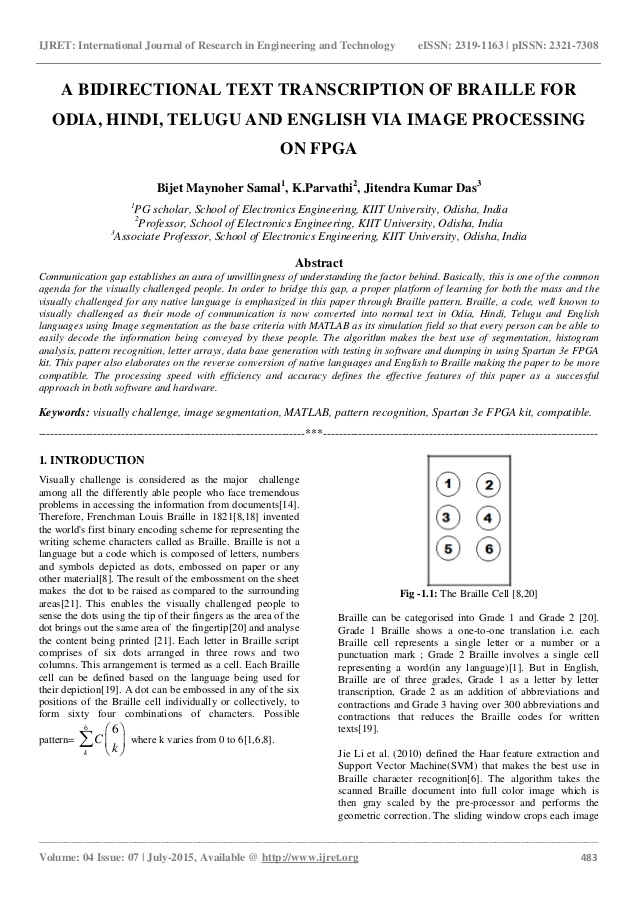 IJRET: International Journal of Research in Engineering and Technology eISSN: 2319-1163 | pISSN: 2321-7308
A BIDIRECTIONAL TEXT TRANSCRIPTION OF BRAILLE FOR
ODIA, HINDI, TELUGU AND ENGLISH VIA IMAGE PROCESSING
ON FPGA
Bijet Maynoher Samal1, K.Parvathi2, Jitendra Kumar Das3
1PG scholar, School of Electronics Engineering, KIIT University, Odisha, India
2Professor, School of Electronics Engineering, KIIT University, Odisha, India
3Associate Professor, School of Electronics Engineering, KIIT University, Odisha, India
Abstract
Communication gap establishes an aura of unwillingness of understanding the factor behind. Basically, this is one of the common
agenda for the visually challenged people. In order to bridge this gap, a proper platform of learning for both the mass and the
visually challenged for any native language is emphasized in this paper through Braille pattern. Braille, a code, well known to
visually challenged as their mode of communication is now converted into normal text in Odia, Hindi, Telugu and English
languages using Image segmentation as the base criteria with MATLAB as its simulation field so that every person can be able to
easily decode the information being conveyed by these people. The algorithm makes the best use of segmentation, histogram
analysis, pattern recognition, letter arrays, data base generation with testing in software and dumping in using Spartan 3e FPGA
kit. This paper also elaborates on the reverse conversion of native languages and English to Braille making the paper to be more
compatible. The processing speed with efficiency and accuracy defines the effective features of this paper as a successful
approach in both software and hardware.
Keywords: visually challenge, image segmentation, MATLAB, pattern recognition, Spartan 3e FPGA kit, compatible.
--------------------------------------------------------------------***----------------------------------------------------------------------
1. INTRODUCTION
Visually challenge is considered as the major challenge
among all the differently able people who face tremendous
problems in accessing the information from documents[14].
Therefore, Frenchman Louis Braille in 1821[8,18] invented
the world's first binary encoding scheme for representing the
writing scheme characters called as Braille. Braille is not a
language but a code which is composed of letters, numbers
and symbols depicted as dots, embossed on paper or any
other material[8]. The result of the embossment on the sheet
makes the dot to be raised as compared to the surrounding
areas[21]. This enables the visually challenged people to
sense the dots using the tip of their fingers as the area of the
dot brings out the same area of the fingertip[20] and analyse
the content being printed [21]. Each letter in Braille script
comprises of six dots arranged in three rows and two
columns. This arrangement is termed as a cell. Each Braille
cell can be defined based on the language being used for
their depiction[19]. A dot can be embossed in any of the six
positions of the Braille cell individually or collectively, to
form sixty four combinations of characters. Possible
pattern= 6 ∑ k C (6 k) where k varies from 0 to 6[1,6,8].
1 2
3 4
5 6
Fig -1.1: The Braille Cell [8,20]
Braille can be categorised into Grade 1 and Grade 2 [20].
Grade 1 Braille shows a one-to-one translation i.e. each
Braille cell represents a single letter or a number or a
punctuation mark ; Grade 2 Braille involves a single cell
representing a word(in any language)[1]. But in English,
Braille are of three grades, Grade 1 as a letter by letter
transcription, Grade 2 as an addition of abbreviations and
contractions and Grade 3 having over 300 abbreviations and
contractions that reduces the Braille codes for written
texts[19].
Jie Li et al. (2010) defined the Haar feature extraction and
Support Vector Machine(SVM) that makes the best use in
Braille character recognition[6]. The algorithm takes the
scanned Braille document into full color image which is
then gray scaled by the pre-processor and performs the
geometric correction. The sliding window crops each image
Volume: 04 Issue: 07 | July-2015, Available @ http://www.ijret.org 483